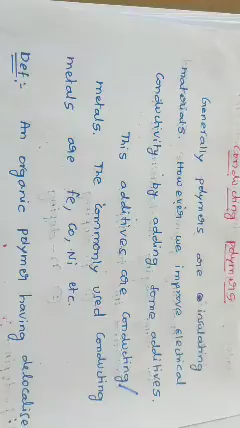 Conducting polymers
Generally polymers are insulating
materials. However we improve electrical
Conductivity by adding some additives.
This additives are conducting/
metals. The commonly used conducting
metals are fe, Co, Ni etc.
Def:- An organic polymer having delocalise